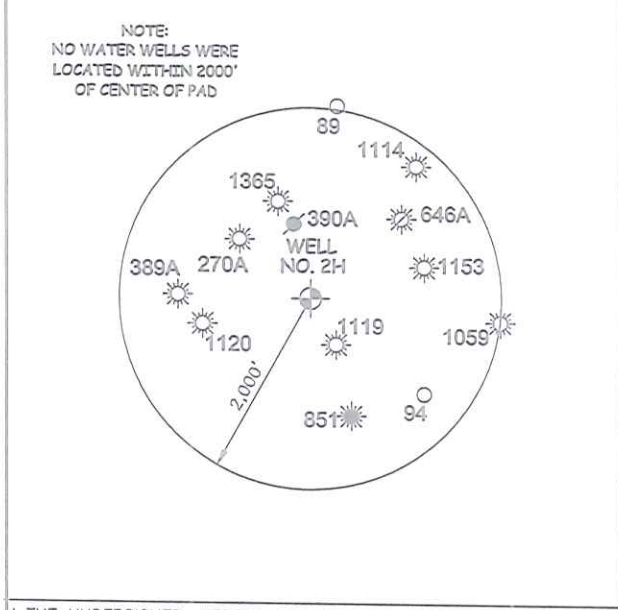 NOTE:
NO WATER WELLS WERE
LOCATED WITHIN 2000'
OF CENTER OF PAD
89
1114
1365
390A
646A
WELL
NO. 2H
270A
389A
1153
1119
1059
1120
2,000'
94
851